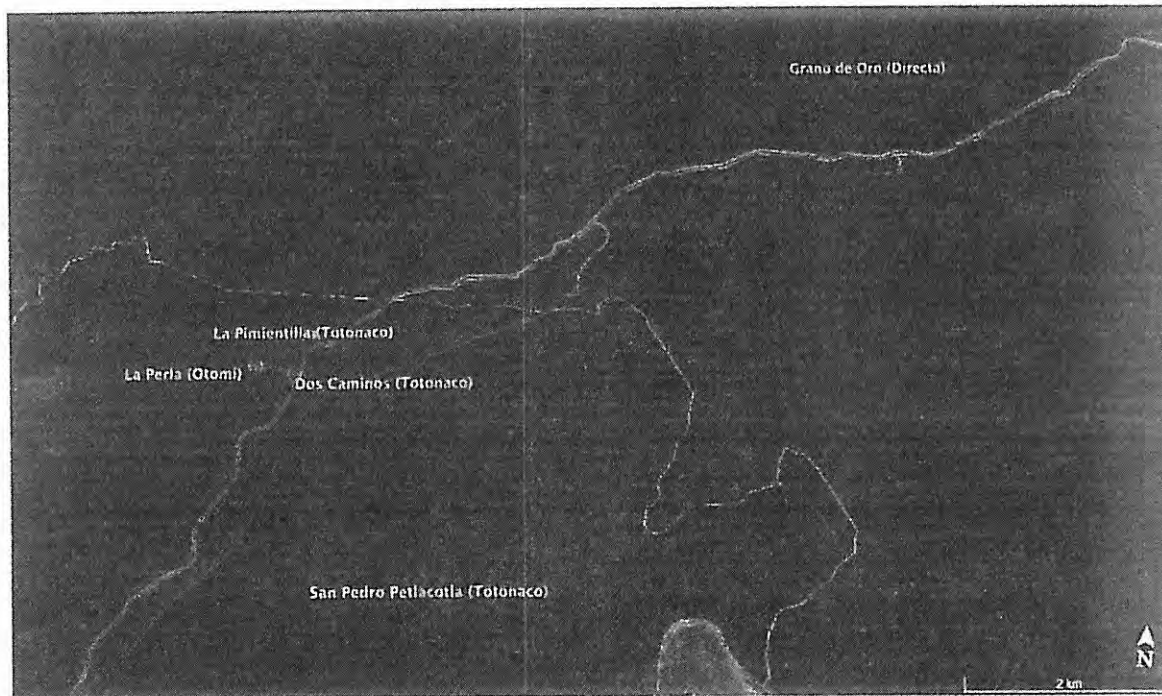 Grano de Oro (Directa)
La Pimientilla (Totonaco)
La Perla (Otomí)
Dos Caminos (Totonaco)
San Pedro Petlacotla (Totonaco)
N
2 km